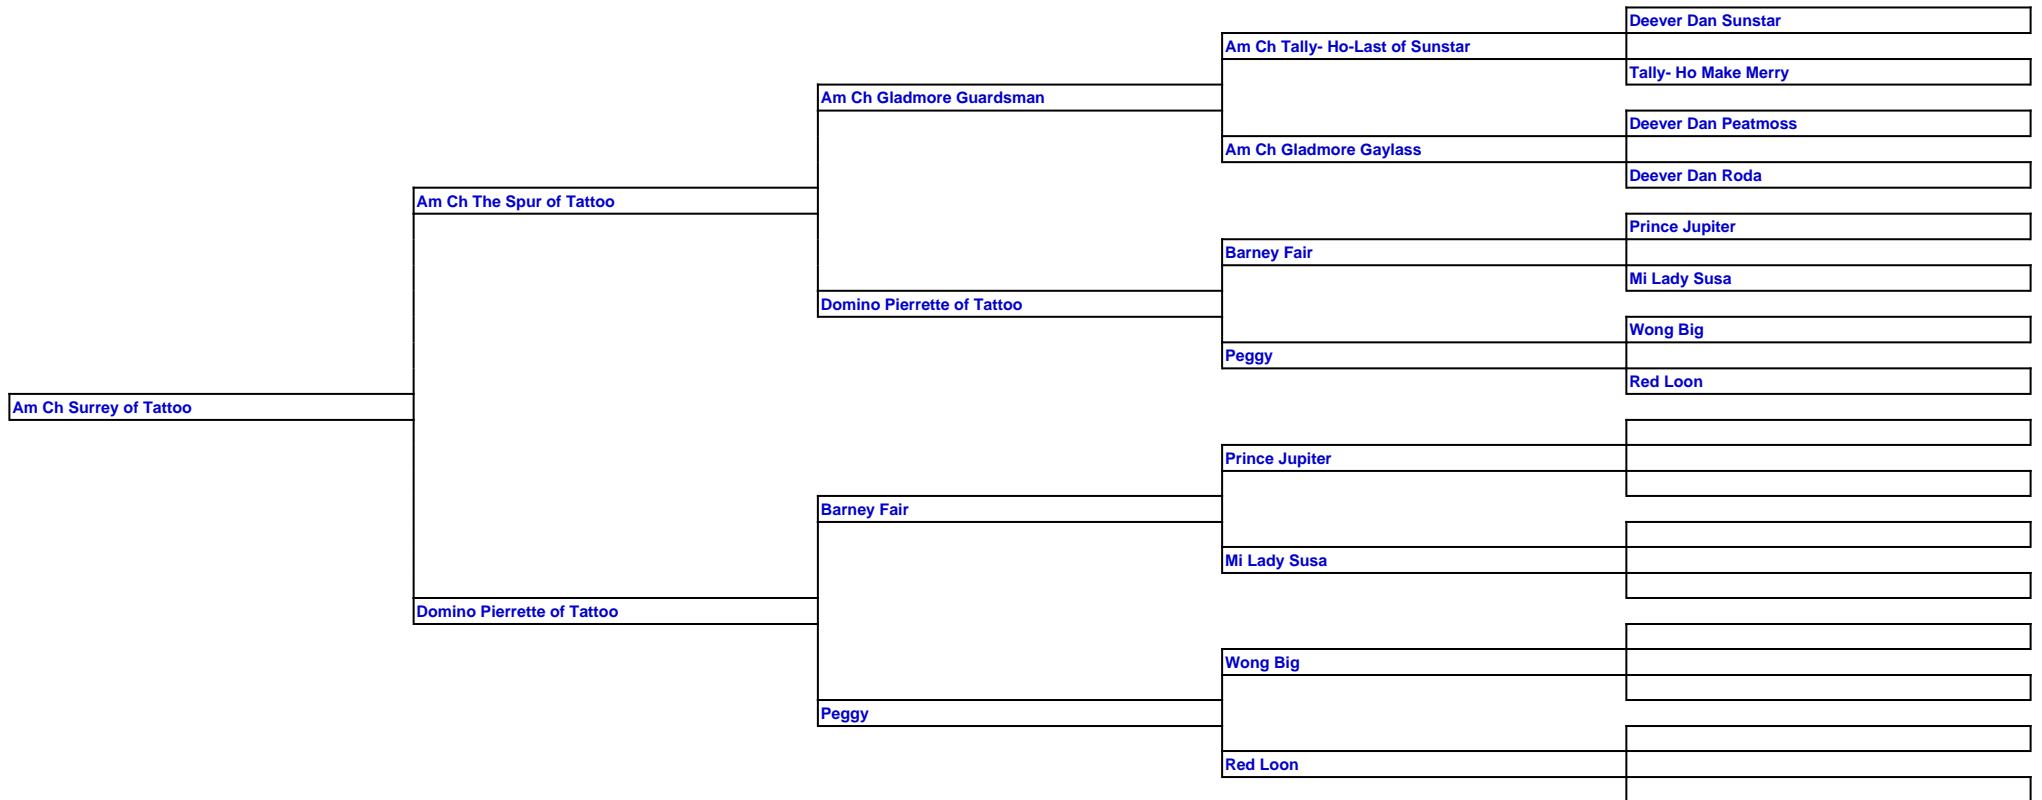 Deever Dan Sunstar
Am Ch Tally- Ho-Last of Sunstar
Tally- Ho Make Merry
Am Ch Gladmore Guardsman
Deever Dan Peatmoss
Am Ch Gladmore Gaylass
Deever Dan Roda
Am Ch The Spur of Tattoo
Prince Jupiter
Barney Fair
Mi Lady Susa
Domino Pierrette of Tattoo
Wong Big
Peggy
Red Loon
Am Ch Surrey of Tattoo
Prince Jupiter
Barney Fair
Mi Lady Susa
Domino Pierrette of Tattoo
Wong Big
Peggy
Red Loon